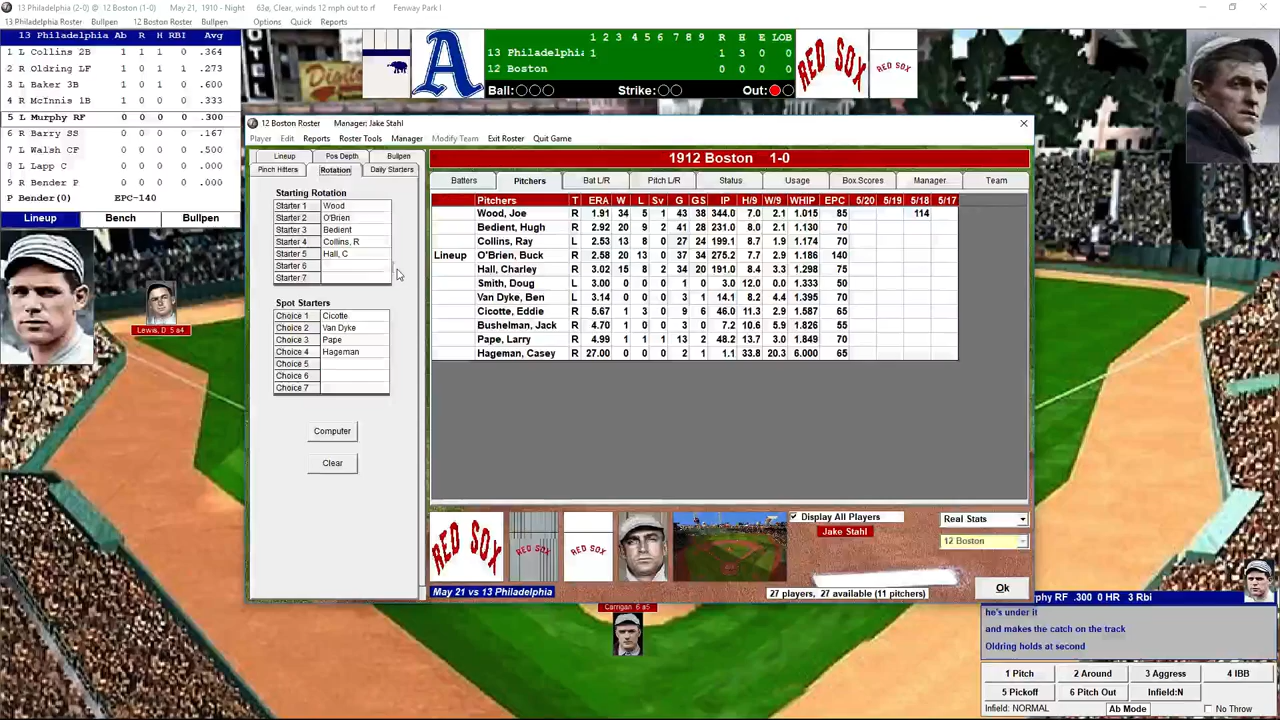 13 Philadelphia (2-0) @ 12 Boston (1-0) May 21, 1910 - Night 63ø, Clear, winds 12 mph out to rf Fenway Park I
13 Philadelphia Roster Bullpen 12 Boston Roster Bullpen Options Quick Reports
13 Philadelphia Ab R H RBI Avg
1 L Collins 2B 1 1 1 0 .364
2 R Oldring LF 1 0 1 0 .273
3 L Baker 3B 1 0 1 1 .600
4 R McInnis 1B 1 0 0 0 .333
5 L Murphy RF 0 0 0 0 .300
6 R Barry SS 0 0 0 0 .167
7 L Walsh CF 0 0 0 0 .500
8 L Lapp C 0 0 0 0 .000
9 R Bender P 0 0 0 0 .000
P Bender(0) EPC-140
Lineup Bench Bullpen
1 2 3 4 5 6 7 8 9 R H E LOB
13 Philadelphia 1 1 3 0 0
12 Boston 0 0 0 0
Ball: Strike: Out:
A
RED SOX
RED SOX
Lewis, D 5 a4
12 Boston Roster Manager: Jake Stahl
Player Edit Reports Roster Tools Manager Modify Team Exit Roster Quit Game
Lineup Pos Depth Bullpen
Pinch Hitters Rotation Daily Starters
Starting Rotation
Starter 1 Wood
Starter 2 O'Brien
Starter 3 Bedient
Starter 4 Collins, R
Starter 5 Hall, C
Starter 6
Starter 7
Spot Starters
Choice 1 Cicotte
Choice 2 Van Dyke
Choice 3 Pape
Choice 4 Hageman
Choice 5
Choice 6
Choice 7
Computer
Clear
1912 Boston 1-0
Batters Pitchers Bat L/R Pitch L/R Status Usage Box Scores Manager Team
Pitchers T ERA W L Sv G GS IP H/9 W/9 WHIP EPC 5/20 5/19 5/18 5/17
Wood, Joe R 1.91 34 5 1 43 38 344.0 7.0 2.1 1.015 85 114
Bedient, Hugh R 2.92 20 9 2 41 28 231.0 8.0 2.1 1.130 70
Collins, Ray L 2.53 13 8 0 27 24 199.1 8.7 1.9 1.174 70
Lineup O'Brien, Buck R 2.58 20 13 0 37 34 275.2 7.7 2.9 1.186 140
Hall, Charley R 3.02 15 8 2 34 20 191.0 8.4 3.3 1.298 75
Smith, Doug L 3.00 0 0 0 1 0 3.0 12.0 0.0 1.333 50
Van Dyke, Ben L 3.14 0 0 0 3 1 14.1 8.2 4.4 1.395 70
Cicotte, Eddie R 5.67 1 3 0 9 6 46.0 11.3 2.9 1.587 65
Bushelman, Jack R 4.70 1 0 0 3 0 7.2 10.6 5.9 1.826 55
Pape, Larry R 4.99 1 1 1 13 2 48.2 13.7 3.0 1.849 70
Hageman, Casey R 27.00 0 0 0 2 1 1.1 33.8 20.3 6.000 65
RED SOX
RED SOX
RED SOX
Display All Players
Jake Stahl
Real Stats
12 Boston
May 21 vs 13 Philadelphia
27 players, 27 available (11 pitchers)
Ok
Carrigan 6 a5
rphy RF .300 0 HR 3 Rbi
he's under it
and makes the catch on the track
Oldring holds at second
1 Pitch 2 Around 3 Aggress 4 IBB
5 Pickoff 6 Pitch Out Infield:N
Infield: NORMAL Ab Mode No Throw